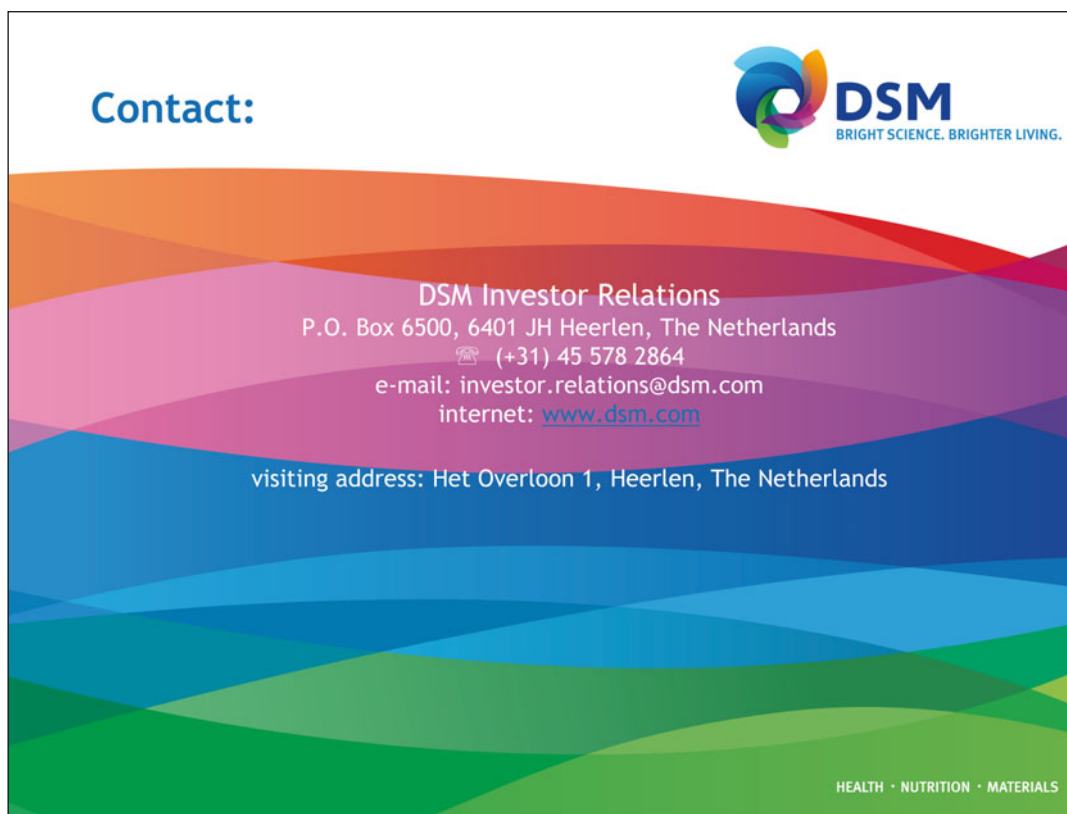 Contact:
DSM
BRIGHT SCIENCE. BRIGHTER LIVING.
DSM Investor Relations
P.O. Box 6500, 6401 JH Heerlen, The Netherlands
☏ (+31) 45 578 2864
e-mail: investor.relations@dsm.com
internet: www.dsm.com
visiting address: Het Overloon 1, Heerlen, The Netherlands
HEALTH · NUTRITION · MATERIALS